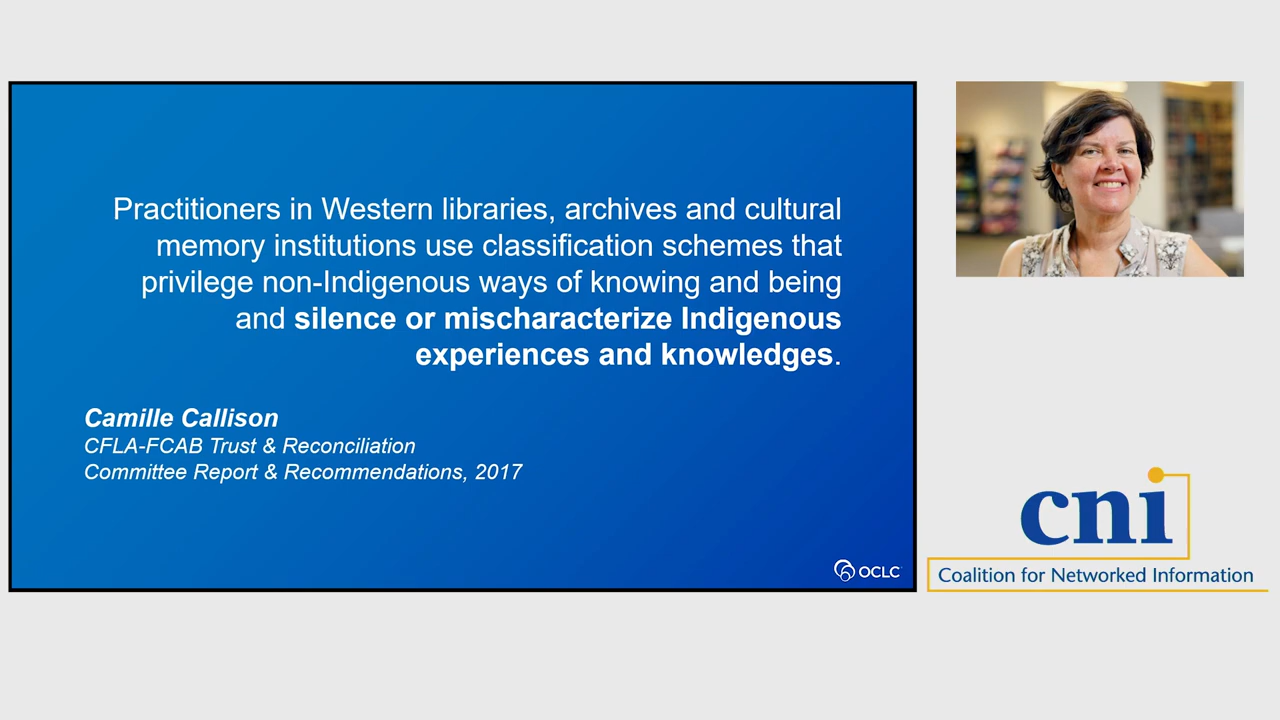 Practitioners in Western libraries, archives and cultural
memory institutions use classification schemes that
privilege non-Indigenous ways of knowing and being
and silence or mischaracterize Indigenous
experiences and knowledges.
Camille Callison
CFLA-FCAB Trust & Reconciliation
Committee Report & Recommendations, 2017
OCLC
cni
Coalition for Networked Information